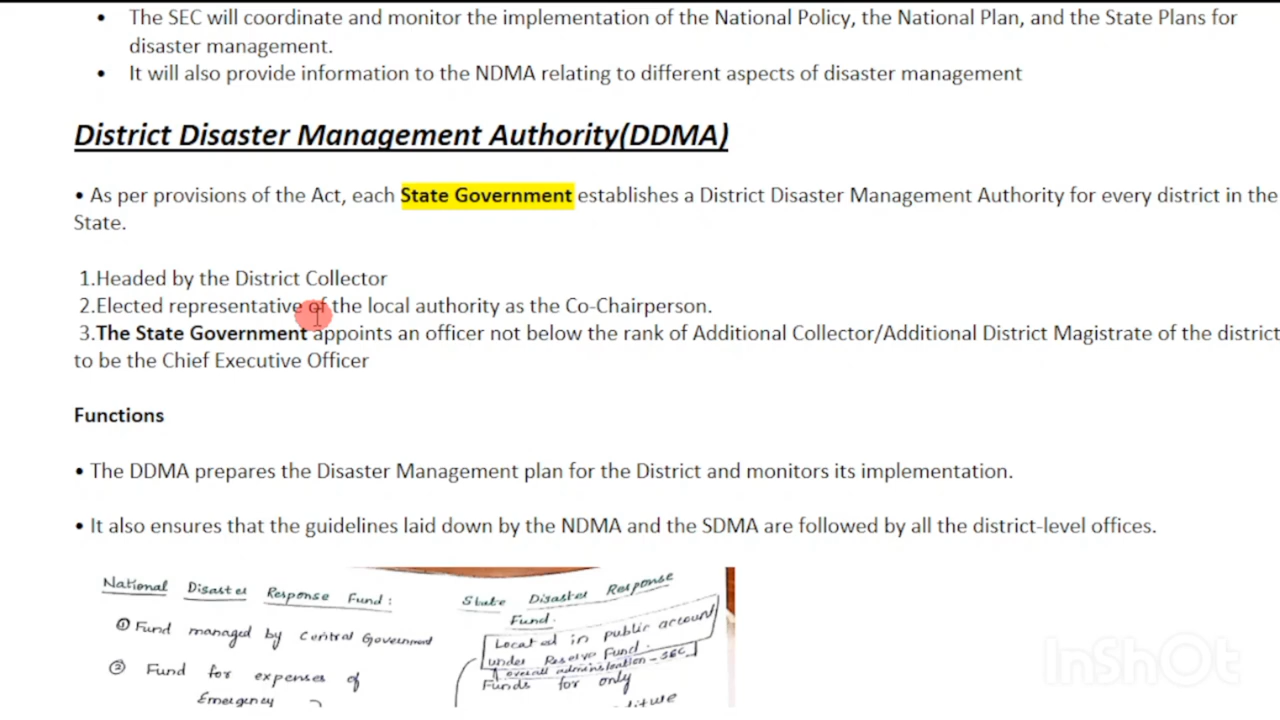 • The SEC will coordinate and monitor the implementation of the National Policy, the National Plan, and the State Plans for
disaster management.
• It will also provide information to the NDMA relating to different aspects of disaster management
District Disaster Management Authority(DDMA)
• As per provisions of the Act, each State Government establishes a District Disaster Management Authority for every district in the
State.
1.Headed by the District Collector
2.Elected representative of the local authority as the Co-Chairperson.
3.The State Government appoints an officer not below the rank of Additional Collector/Additional District Magistrate of the district
to be the Chief Executive Officer
Functions
• The DDMA prepares the Disaster Management plan for the District and monitors its implementation.
• It also ensures that the guidelines laid down by the NDMA and the SDMA are followed by all the district-level offices.
National Disaster Response Fund :
① Fund managed by Central Government
② Fund for expenses of
Emergency
State Disaster Response
Fund.
Located in public account
under Reserve Fund.
overall administration - SEC
Funds for only
InShOt